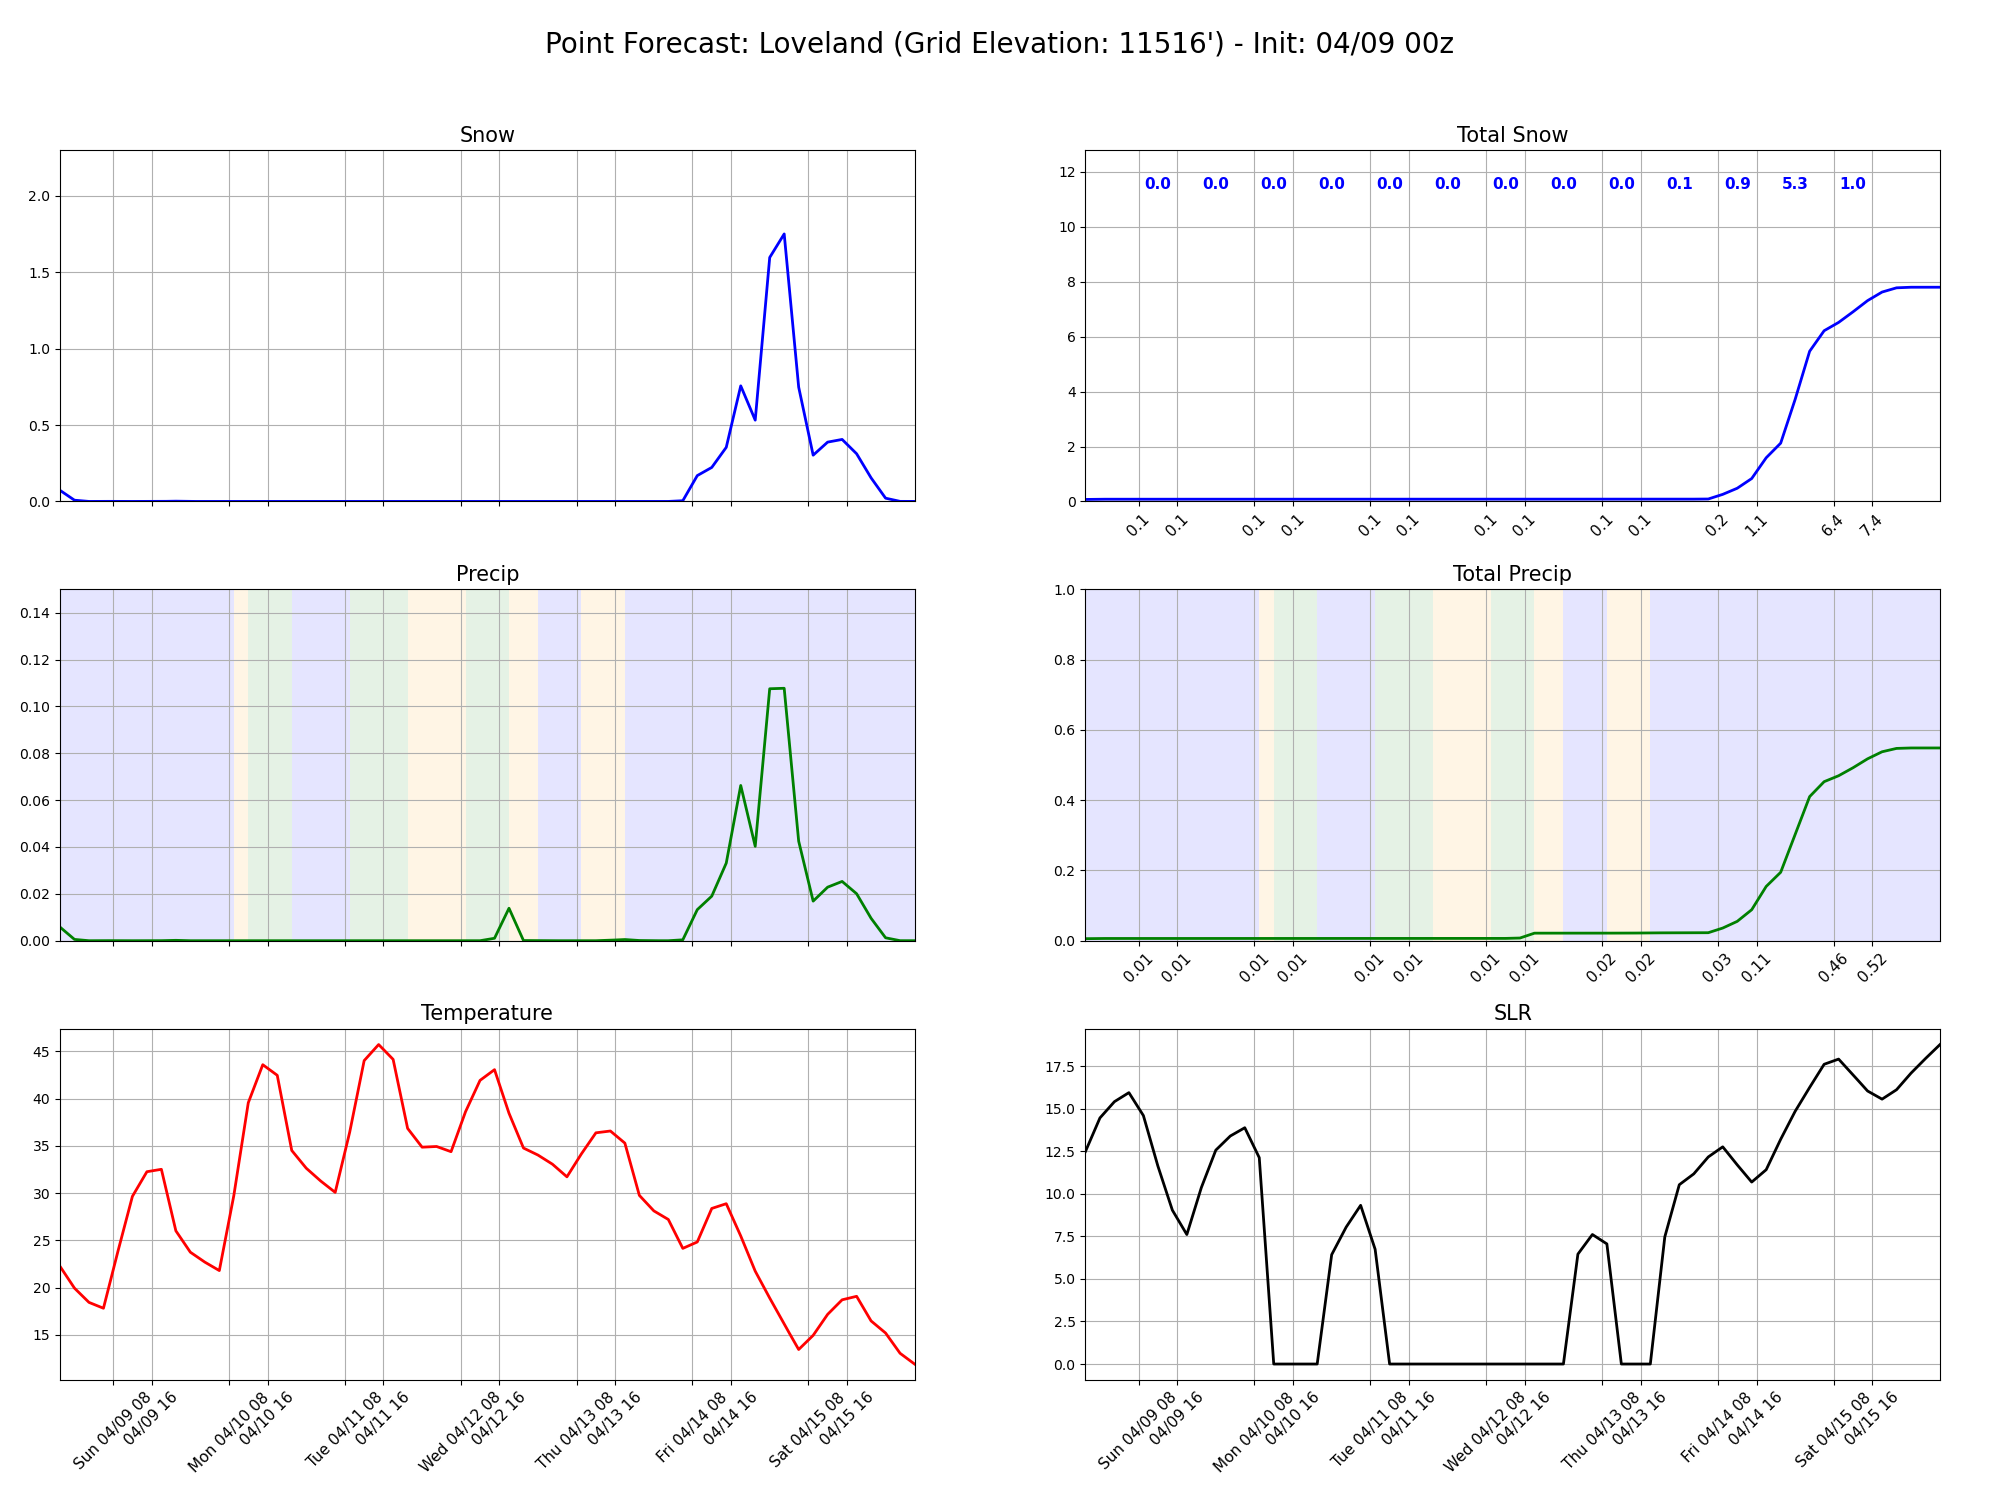 Point Forecast: Loveland (Grid Elevation: 11516') - Init: 04/09 00z
Snow
2.0
1.5
1.0
0.5
0.0
Total Snow
0.0 0.0 0.0 0.0 0.0 0.0 0.0 0.0 0.0 0.1 0.9 5.3 1.0
12
10
8
6
4
2
0
0.1 0.1 0.1 0.1 0.1 0.1 0.1 0.1 0.1 0.1 0.2 1.1 6.4 7.4
Precip
0.14
0.12
0.10
0.08
0.06
0.04
0.02
0.00
Total Precip
1.0
0.8
0.6
0.4
0.2
0.0
0.01 0.01 0.01 0.01 0.01 0.01 0.01 0.01 0.02 0.02 0.03 0.11 0.46 0.52
Temperature
45
40
35
30
25
20
15
Sun 04/09 08
04/09 16
Mon 04/10 08
04/10 16
Tue 04/11 08
04/11 16
Wed 04/12 08
04/12 16
Thu 04/13 08
04/13 16
Fri 04/14 08
04/14 16
Sat 04/15 08
04/15 16
SLR
17.5
15.0
12.5
10.0
7.5
5.0
2.5
0.0
Sun 04/09 08
04/09 16
Mon 04/10 08
04/10 16
Tue 04/11 08
04/11 16
Wed 04/12 08
04/12 16
Thu 04/13 08
04/13 16
Fri 04/14 08
04/14 16
Sat 04/15 08
04/15 16